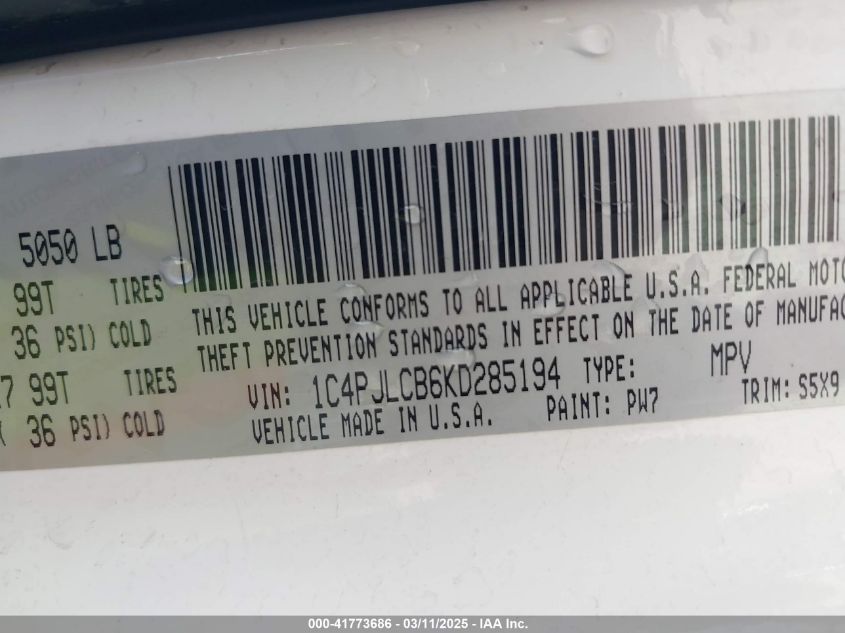 5050 LB
99T TIRES
36 PSI) COLD
7 99T TIRES
36 PSI) COLD
THIS VEHICLE CONFORMS TO ALL APPLICABLE U.S.A. FEDERAL MOTO
THEFT PREVENTION STANDARDS IN EFFECT ON THE DATE OF MANUFAC
VIN: 1C4PJLCB6KD285194 TYPE: MPV
VEHICLE MADE IN U.S.A. PAINT: PW7 TRIM: S5X9
000-41773686 - 03/11/2025 - IAA Inc.